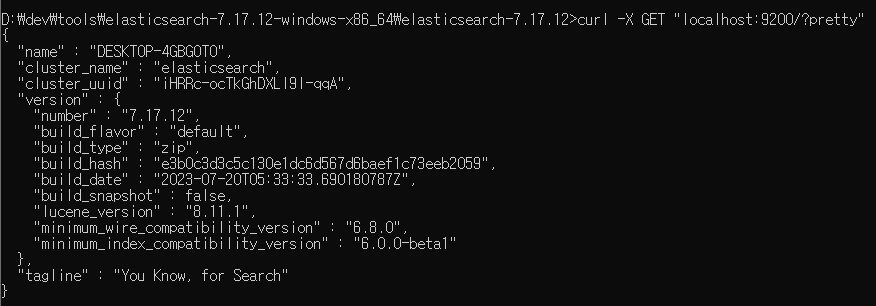 D:₩dev₩tools₩elasticsearch-7.17.12-windows-x86_64₩elasticsearch-7.17.12>curl -X GET "localhost:9200/?pretty"
{
  "name" : "DESKTOP-4GBGOTO",
  "cluster_name" : "elasticsearch",
  "cluster_uuid" : "iHRRc-ocTkGhDXLl9l-qqA",
  "version" : {
    "number" : "7.17.12",
    "build_flavor" : "default",
    "build_type" : "zip",
    "build_hash" : "e3b0c3d3c5c130e1dc6d567d6baef1c73eeb2059",
    "build_date" : "2023-07-20T05:33:33.690180787Z",
    "build_snapshot" : false,
    "lucene_version" : "8.11.1",
    "minimum_wire_compatibility_version" : "6.8.0",
    "minimum_index_compatibility_version" : "6.0.0-beta1"
  },
  "tagline" : "You Know, for Search"
}